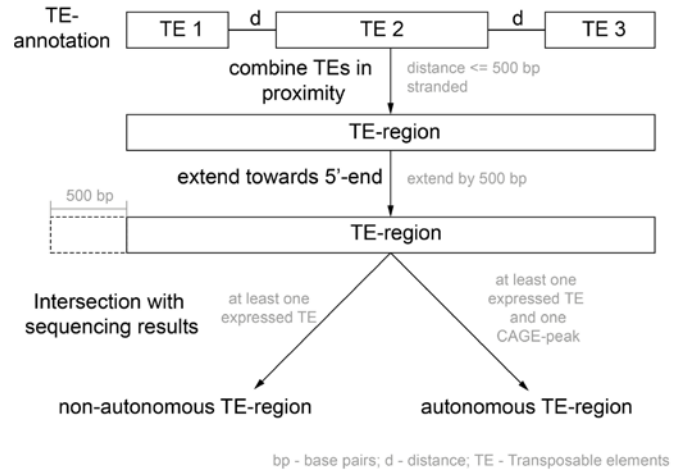 TE-
annotation
TE 1
d
TE 2
d
TE 3
combine TEs in
proximity
distance <= 500 bp
stranded
TE-region
extend towards 5'-end
extend by 500 bp
500 bp
TE-region
Intersection with
sequencing results
at least one
expressed TE
at least one
expressed TE
and one
CAGE-peak
non-autonomous TE-region
autonomous TE-region
bp - base pairs; d - distance; TE - Transposable elements